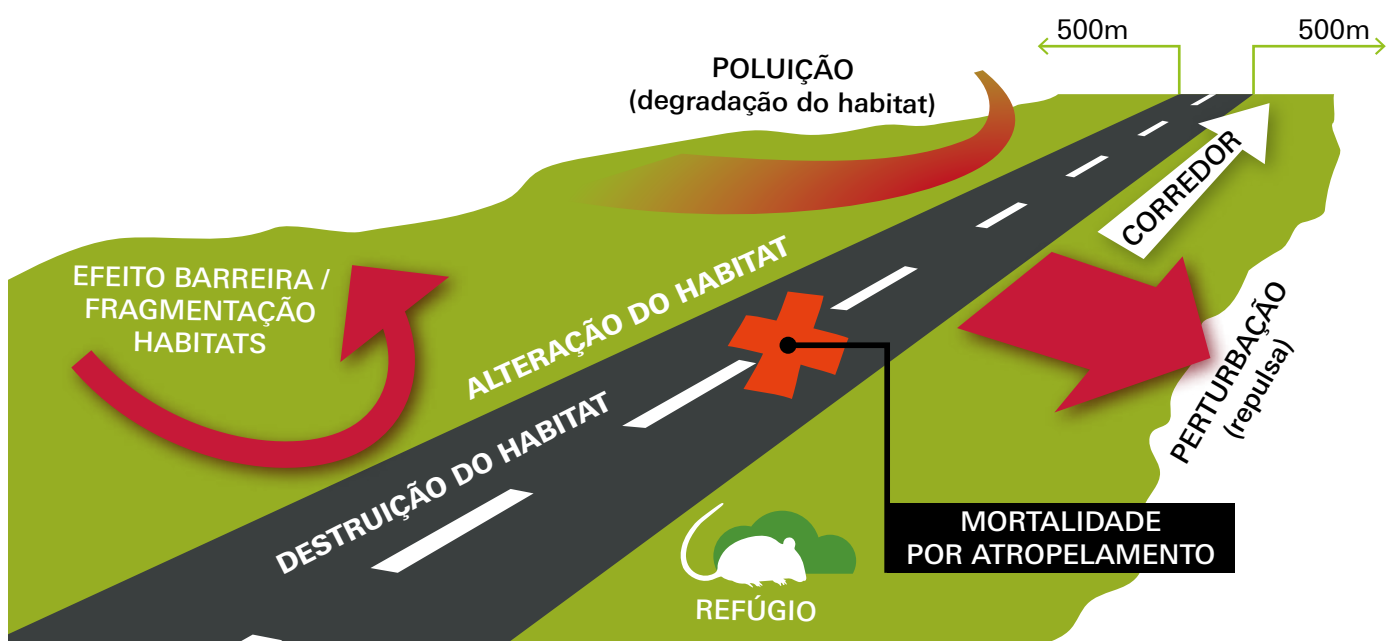 500m
500m
POLUIÇÃO
(degradação do habitat)
CORREDOR
EFEITO BARREIRA /
FRAGMENTAÇÃO
HABITATS
ALTERAÇÃO DO HABITAT
DESTRUIÇÃO DO HABITAT
PERTURBAÇÃO
(repulsa)
MORTALIDADE
POR ATROPELAMENTO
REFÚGIO